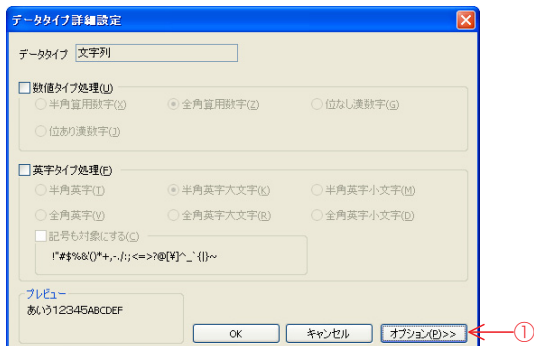 データタイプ詳細設定
データタイプ 文字列
数値タイプ処理(U)
半角算用数字(X) 全角算用数字(Z) 位なし漢数字(G)
位あり漢数字(J)
英字タイプ処理(F)
半角英字(T) 半角英字大文字(K) 半角英字小文字(M)
全角英字(V) 全角英字大文字(R) 全角英字小文字(D)
記号も対象にする(C)
!"#$%&'()*+,-./:;<=>?@[¥]^_`{|}~
プレビュー
あいう12345ABCDEF
OK キャンセル オプション(P)>> ①